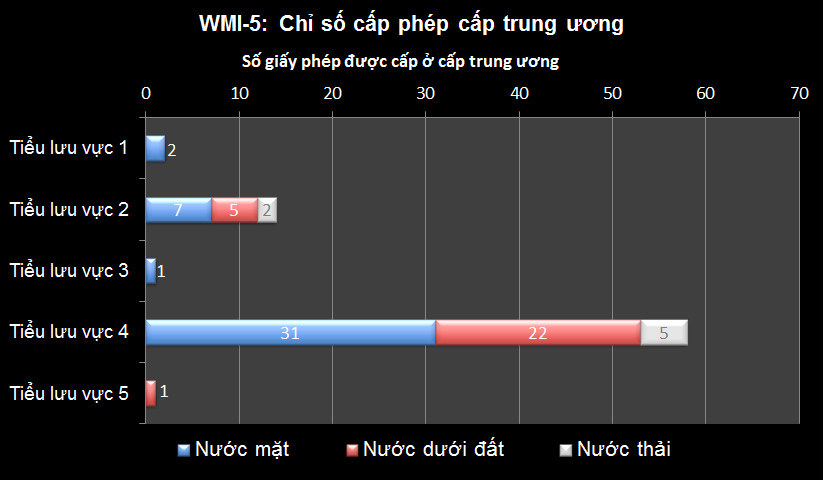 WMI-5: Chỉ số cấp phép cấp trung ương
Số giấy phép được cấp ở cấp trung ương
0 10 20 30 40 50 60 70
Tiểu lưu vực 1 2
Tiểu lưu vực 2 7 5 2
Tiểu lưu vực 3 1
Tiểu lưu vực 4 31 22 5
Tiểu lưu vực 5 1
Nước mặt Nước dưới đất Nước thải